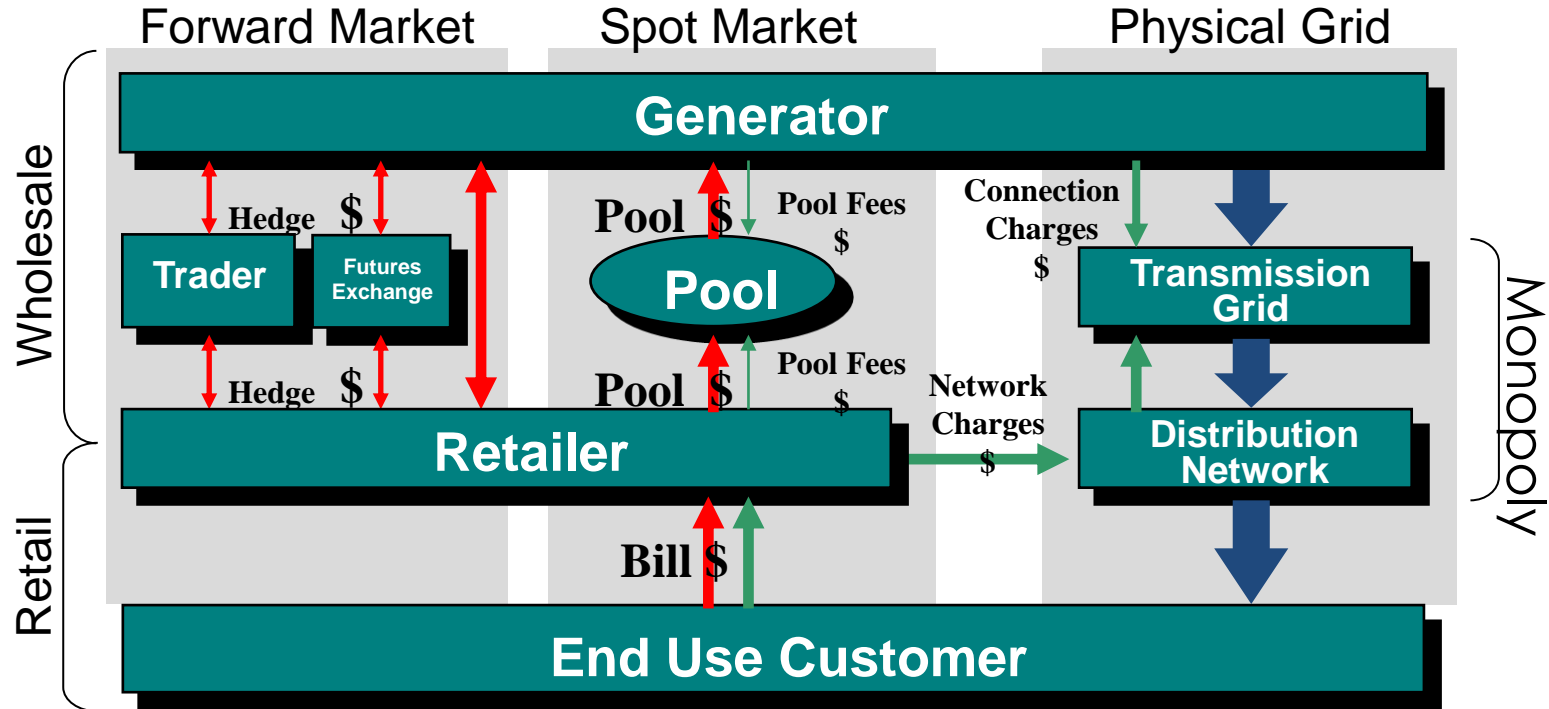 Forward Market
Spot Market
Physical Grid
Wholesale
Generator
Hedge $
Pool $
Pool Fees
$
Connection
Charges
$
Trader
Futures
Exchange
Pool
Transmission
Grid
Monopoly
Hedge $
Pool $
Pool Fees
$
Network
Charges
$
Retailer
Distribution
Network
Retail
Bill $
End Use Customer